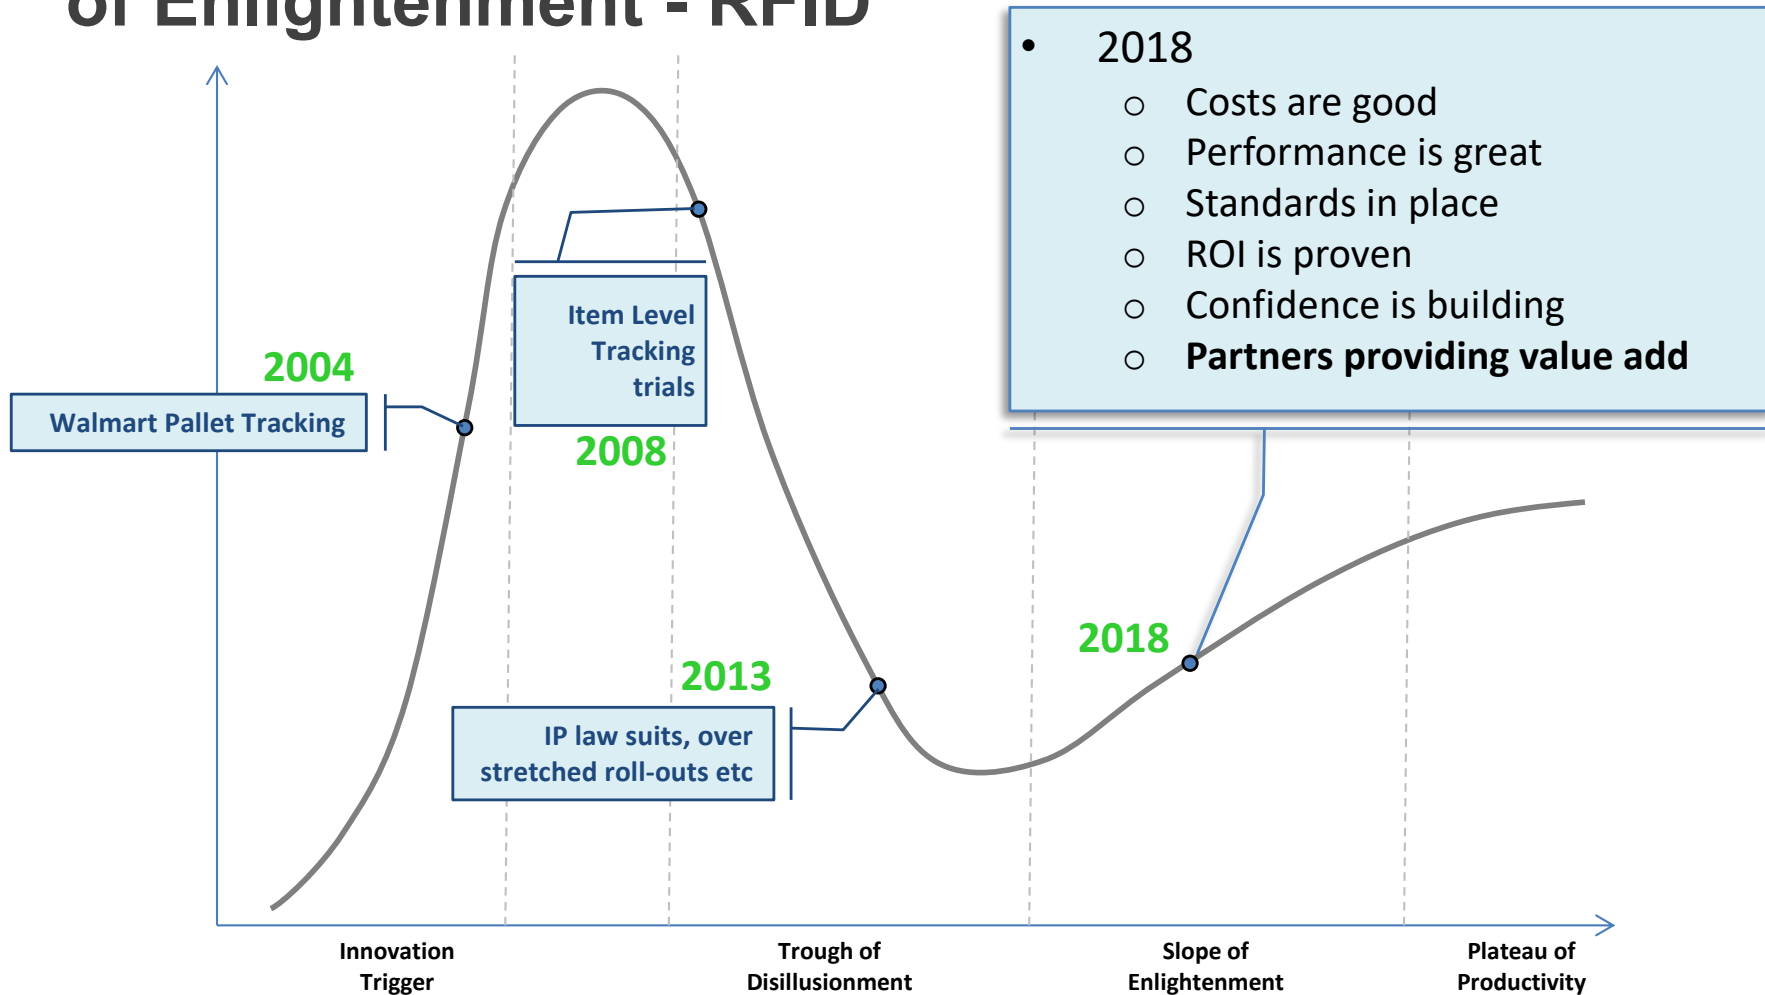 of Enlightenment - RFID
• 2018
o Costs are good
o Performance is great
o Standards in place
o ROI is proven
o Confidence is building
o Partners providing value add
Item Level
Tracking
trials
2008
2004
Walmart Pallet Tracking
2018
2013
IP law suits, over
stretched roll-outs etc
Innovation
Trigger
Trough of
Disillusionment
Slope of
Enlightenment
Plateau of
Productivity